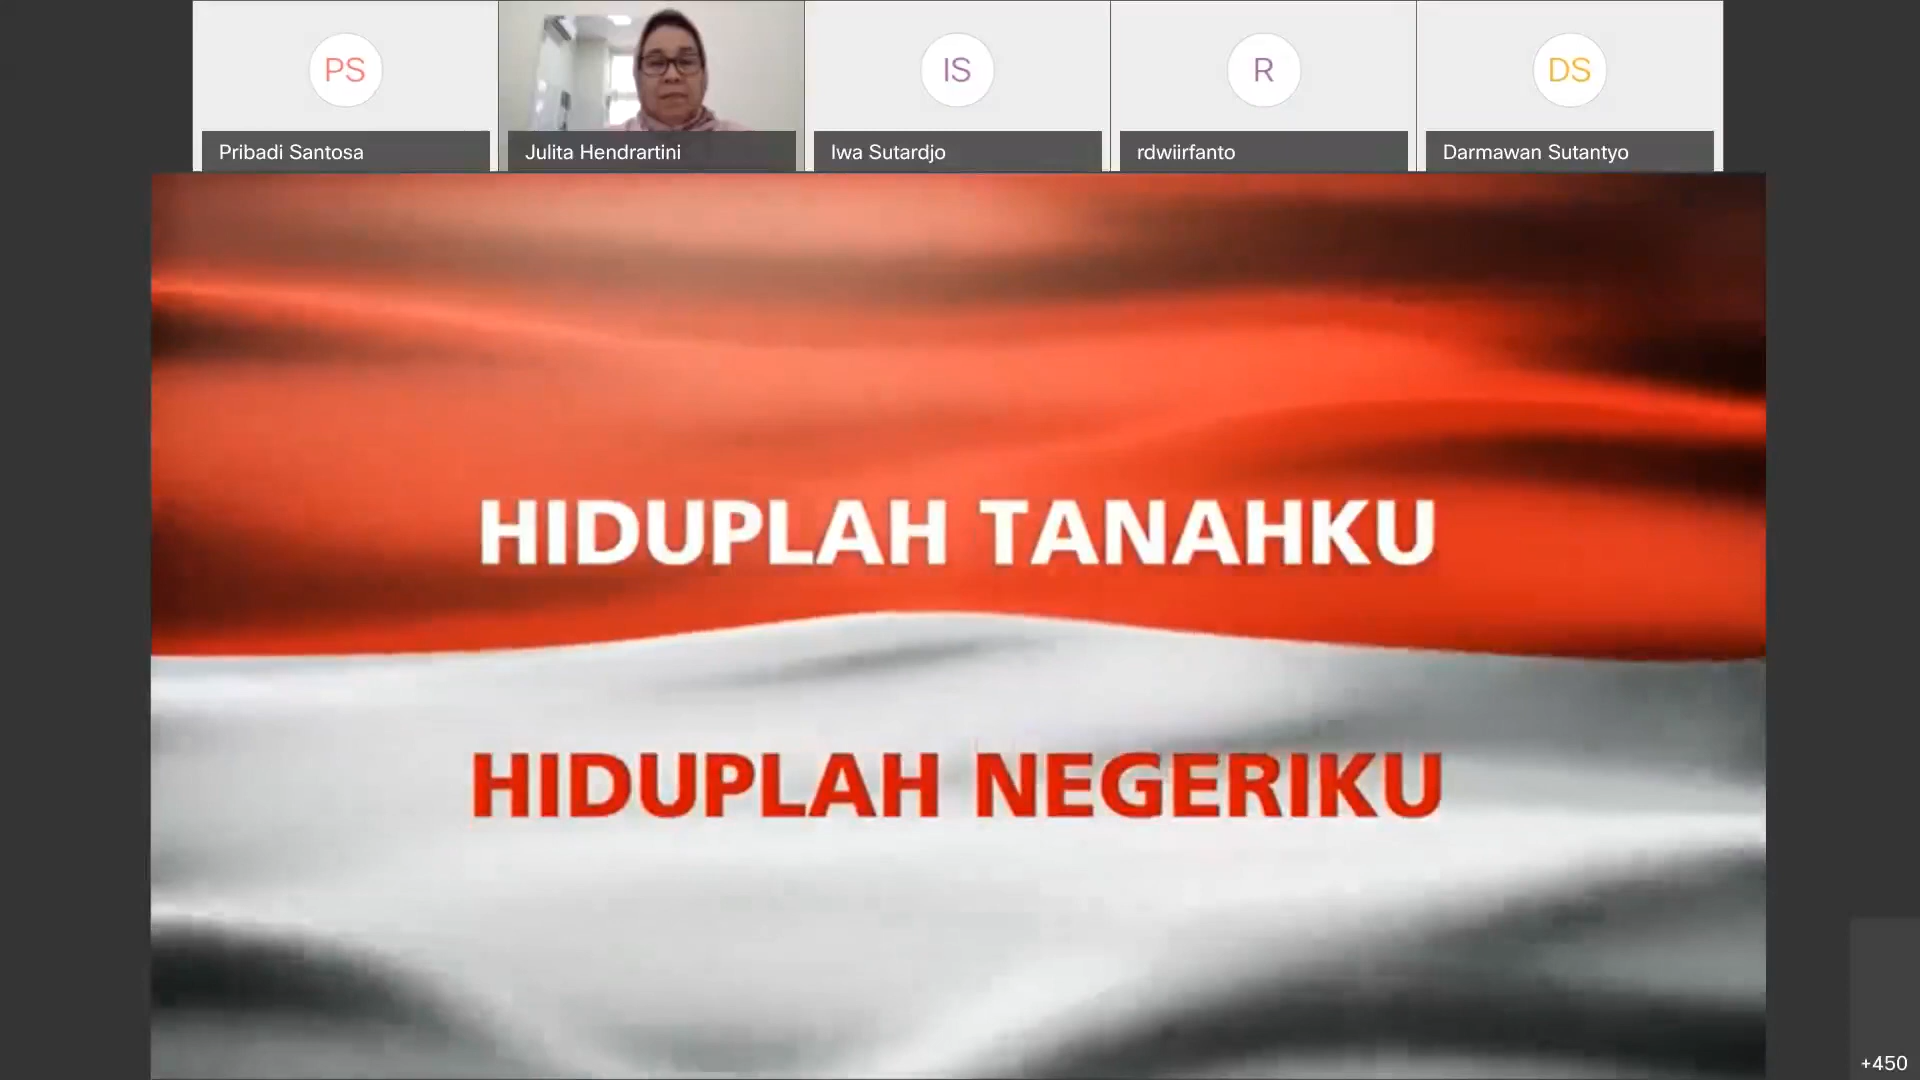 PS
IS
R
DS
Pribadi Santosa
Julita Hendrartini
Iwa Sutardjo
rdwiirfanto
Darmawan Sutantyo
HIDUPLAH TANAHKU
HIDUPLAH NEGERIKU
+450